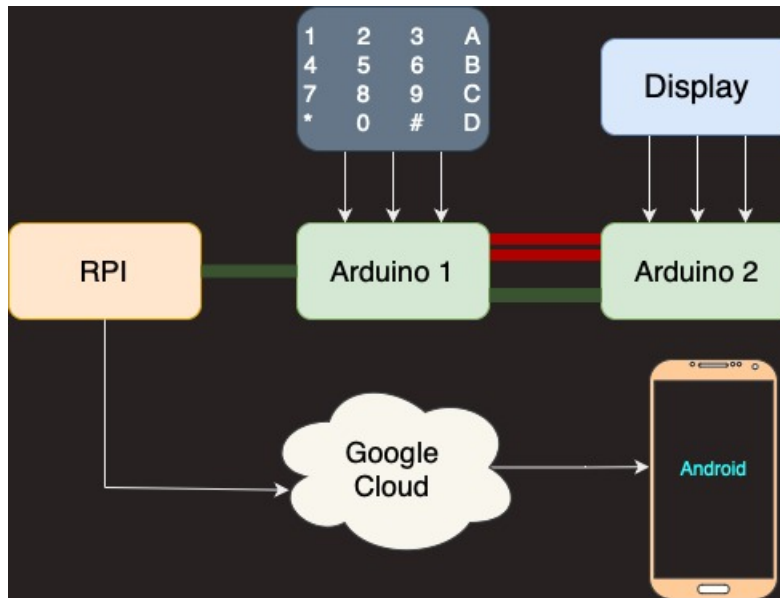 1 2 3 A
4 5 6 B
7 8 9 C
* 0 # D
Display
RPI
Arduino 1
Arduino 2
Google
Cloud
Android